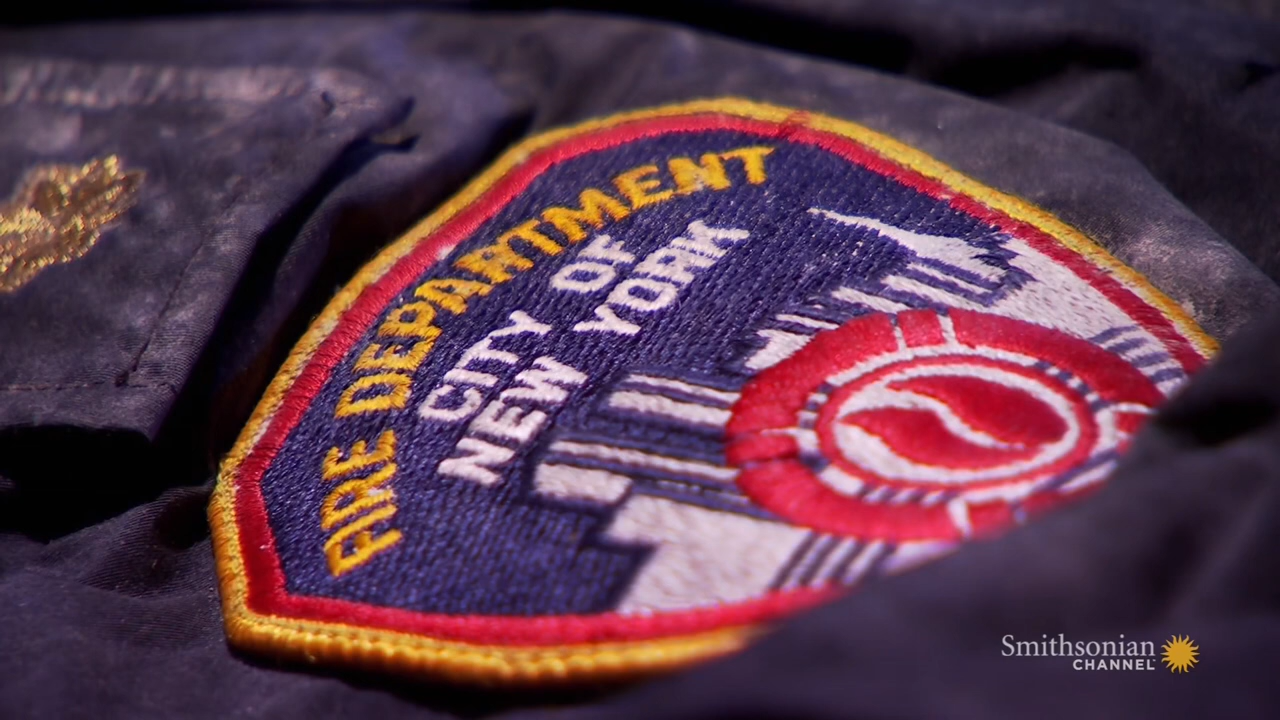 FIRE DEPARTMENT
CITY OF
NEW YORK
Smithsonian
CHANNEL